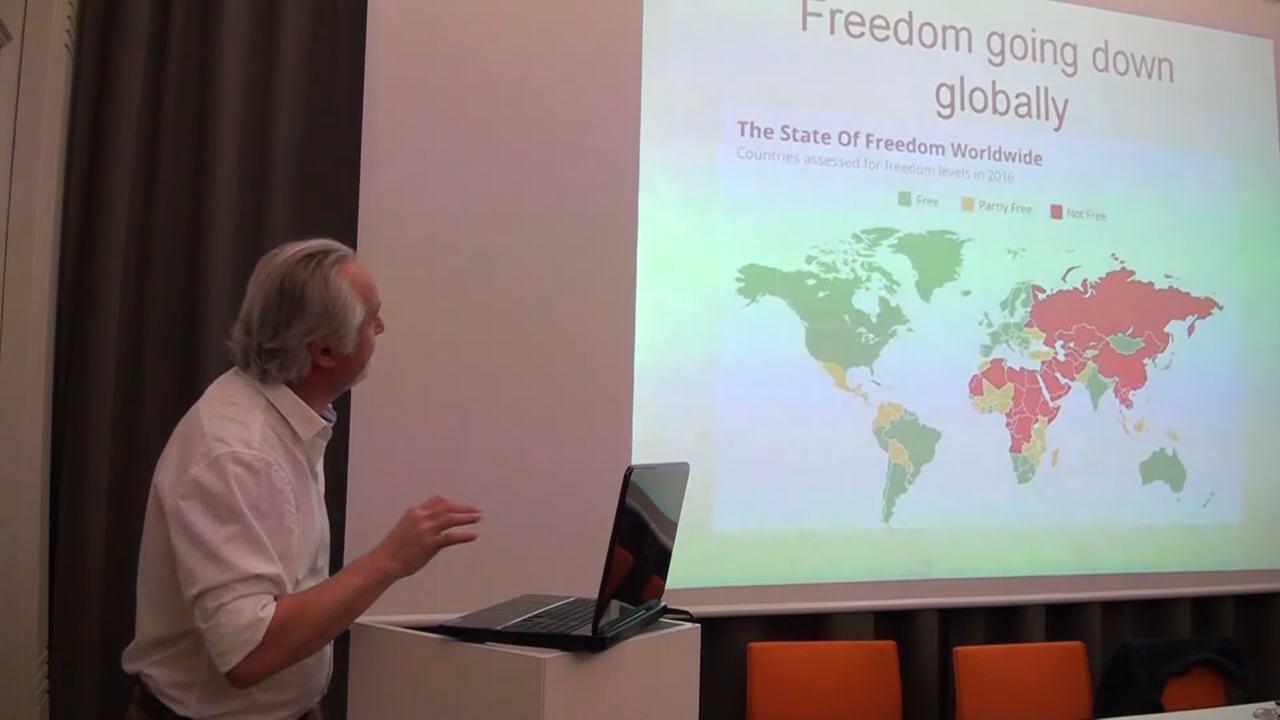 Freedom going down
globally
The State Of Freedom Worldwide
Countries assessed for freedom levels in 2016
Free Partly Free Not Free